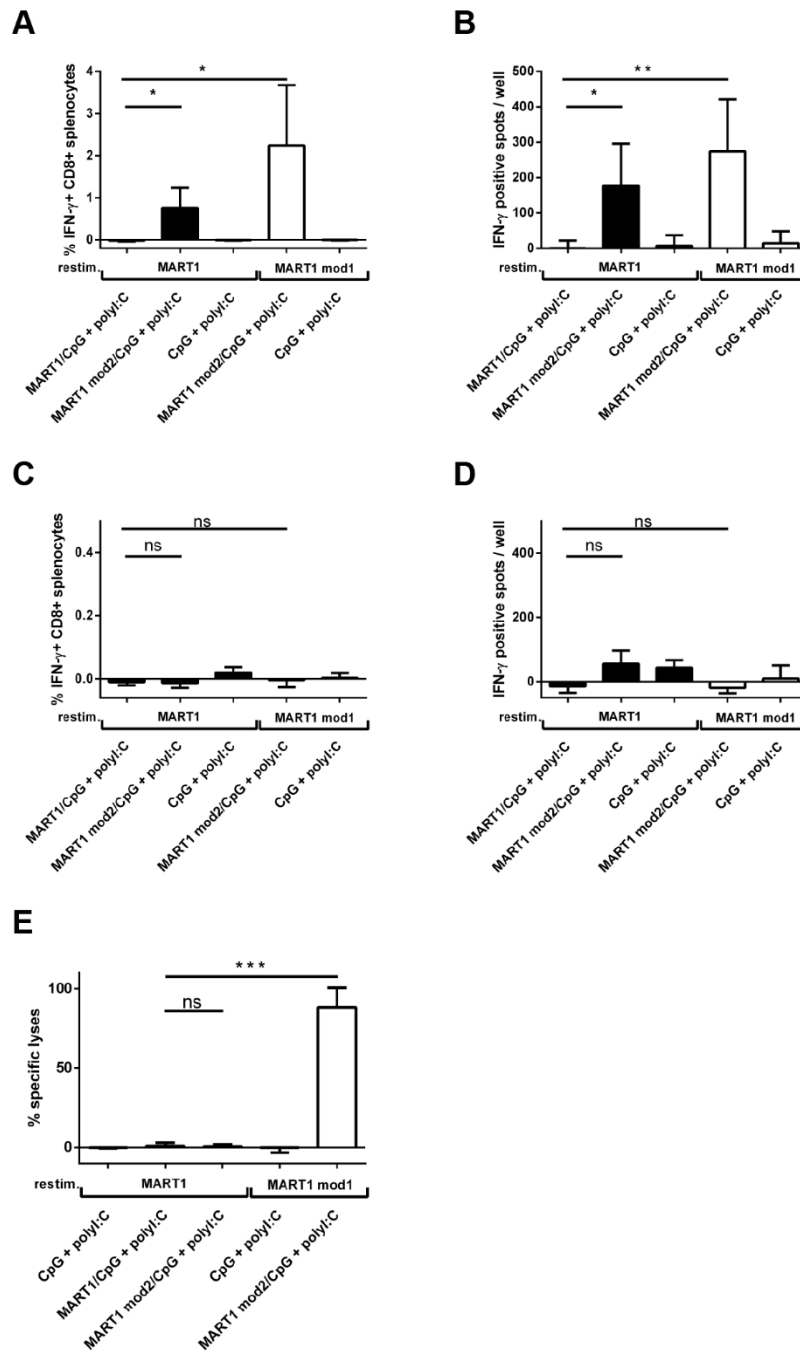 A
% IFN-γ+ CD8+ splenocytes
4
3
2
1
0
*
*
restim.
MART1
MART1 mod1
MART1/CpG + polyI:C
MART1 mod2/CpG + polyI:C
CpG + polyI:C
MART1 mod2/CpG + polyI:C
CpG + polyI:C
B
IFN-γ positive spots / well
500
400
300
200
100
0
**
*
restim.
MART1
MART1 mod1
MART1/CpG + polyI:C
MART1 mod2/CpG + polyI:C
CpG + polyI:C
MART1 mod2/CpG + polyI:C
CpG + polyI:C
C
% IFN-γ+ CD8+ splenocytes
0.4
0.2
0.0
ns
ns
restim.
MART1
MART1 mod1
MART1/CpG + polyI:C
MART1 mod2/CpG + polyI:C
CpG + polyI:C
MART1 mod2/CpG + polyI:C
CpG + polyI:C
D
IFN-γ positive spots / well
400
200
0
ns
ns
restim.
MART1
MART1 mod1
MART1/CpG + polyI:C
MART1 mod2/CpG + polyI:C
CpG + polyI:C
MART1 mod2/CpG + polyI:C
CpG + polyI:C
E
% specific lyses
100
50
0
***
ns
restim.
MART1
MART1 mod1
CpG + polyI:C
MART1/CpG + polyI:C
MART1 mod2/CpG + polyI:C
CpG + polyI:C
MART1 mod2/CpG + polyI:C